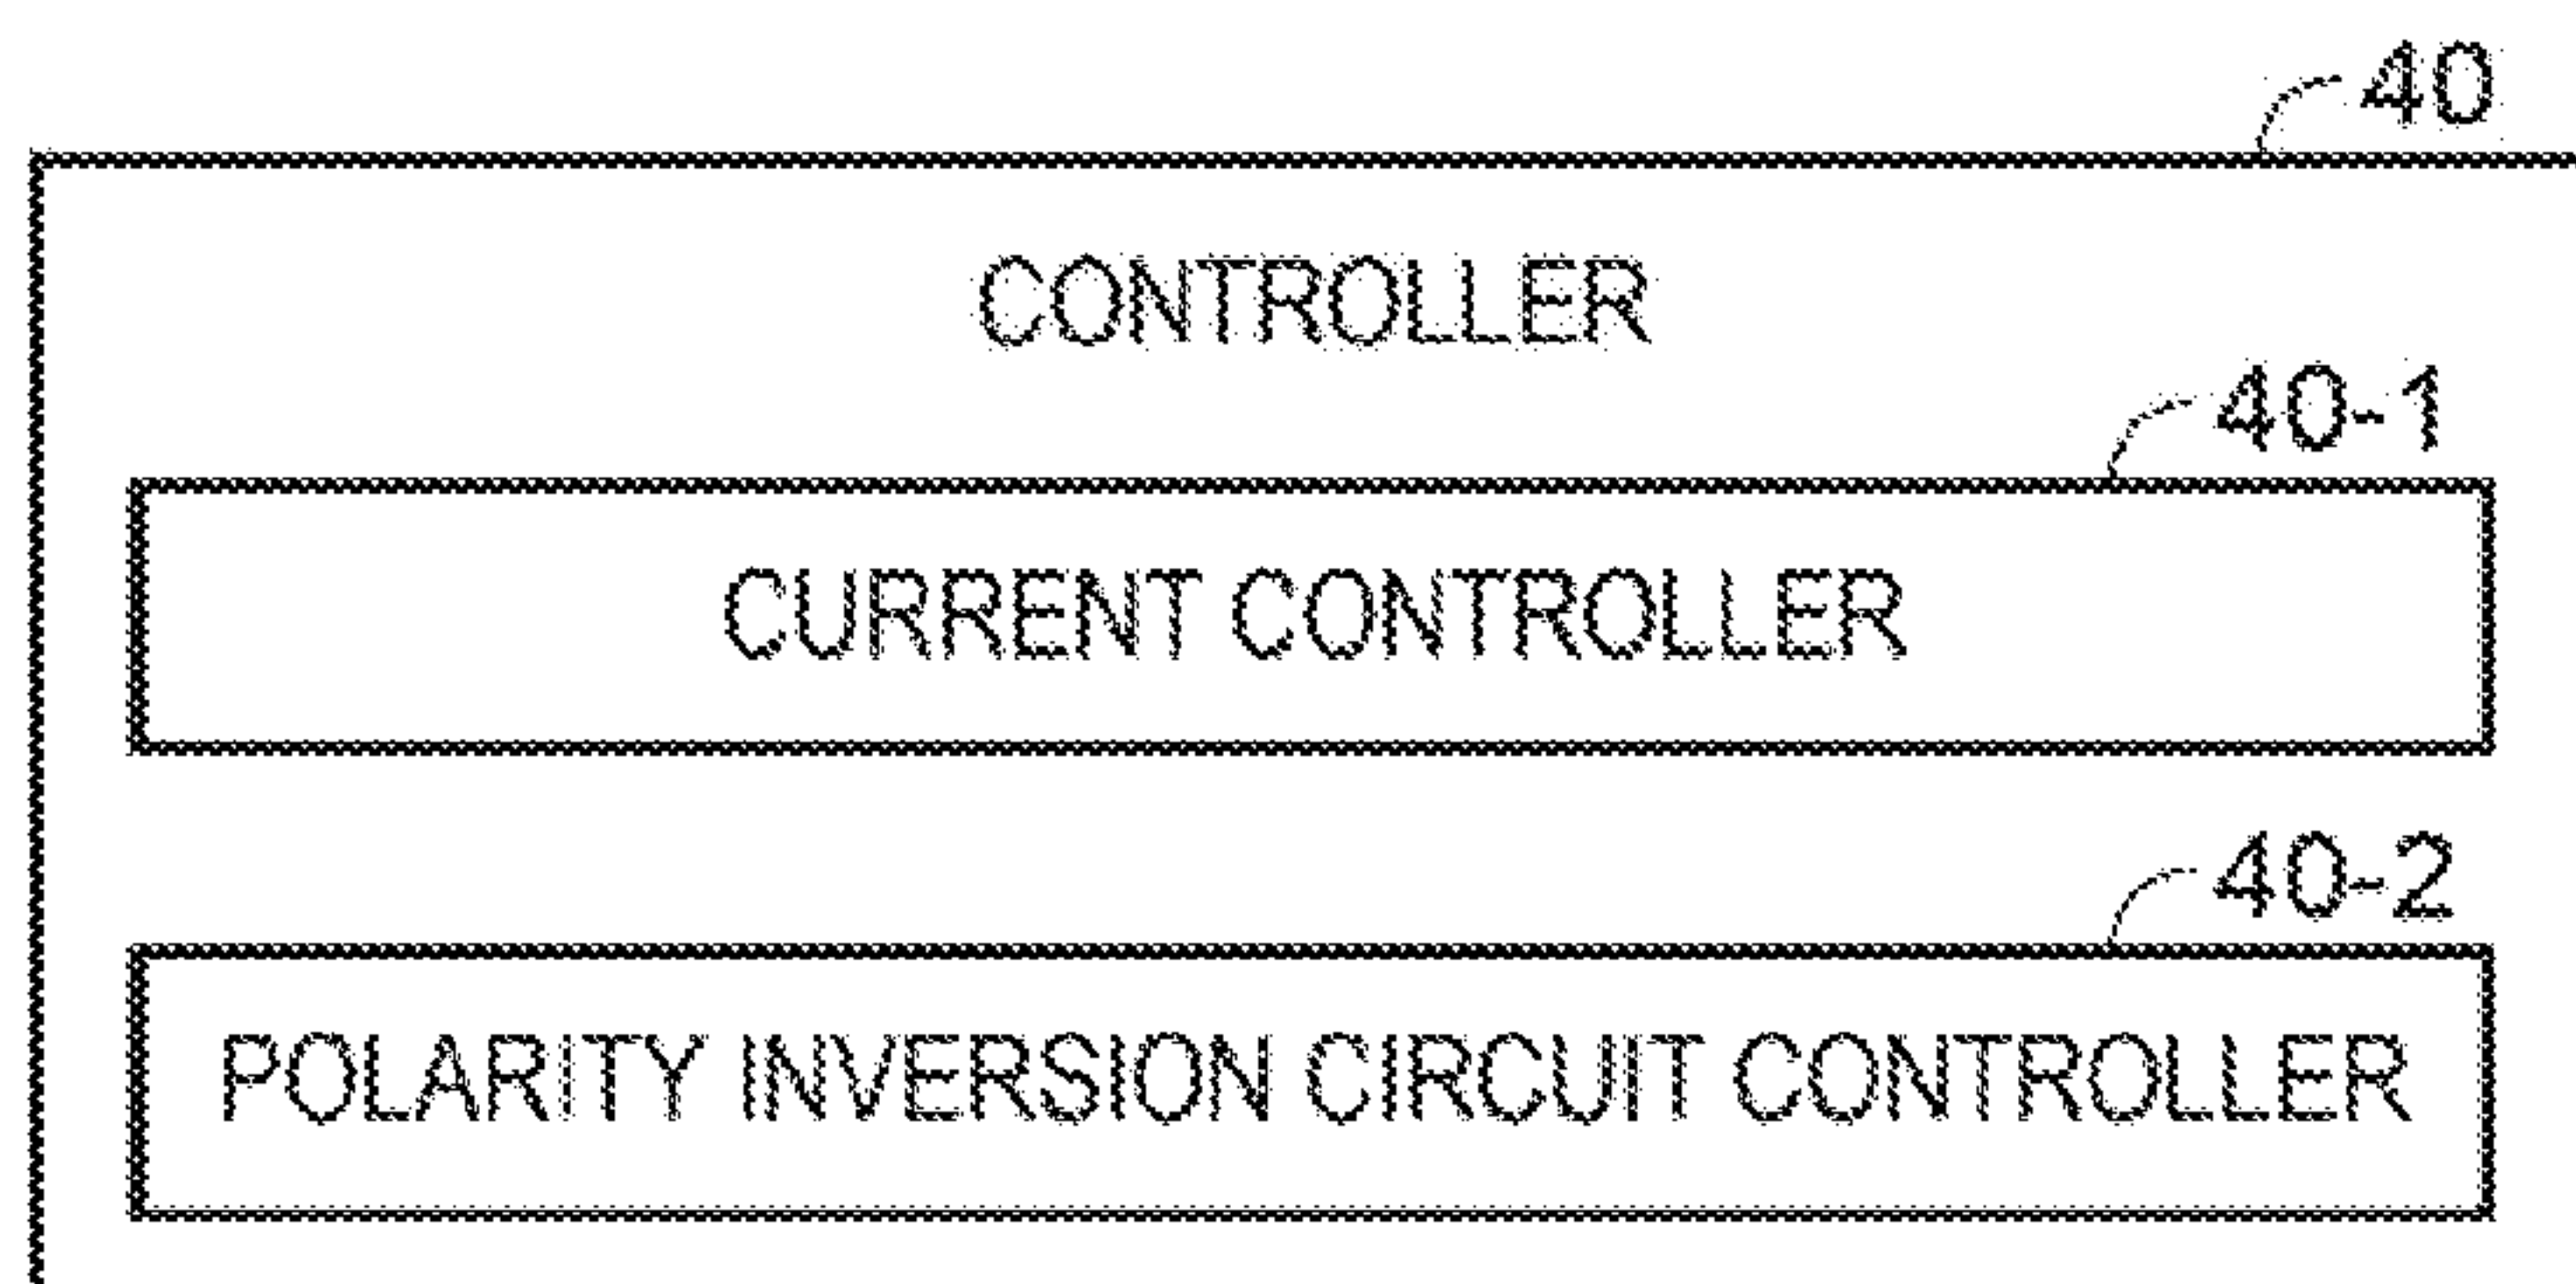 40
CONTROLLER
40-1
CURRENT CONTROLLER
40-2
POLARITY INVERSION CIRCUIT CONTROLLER